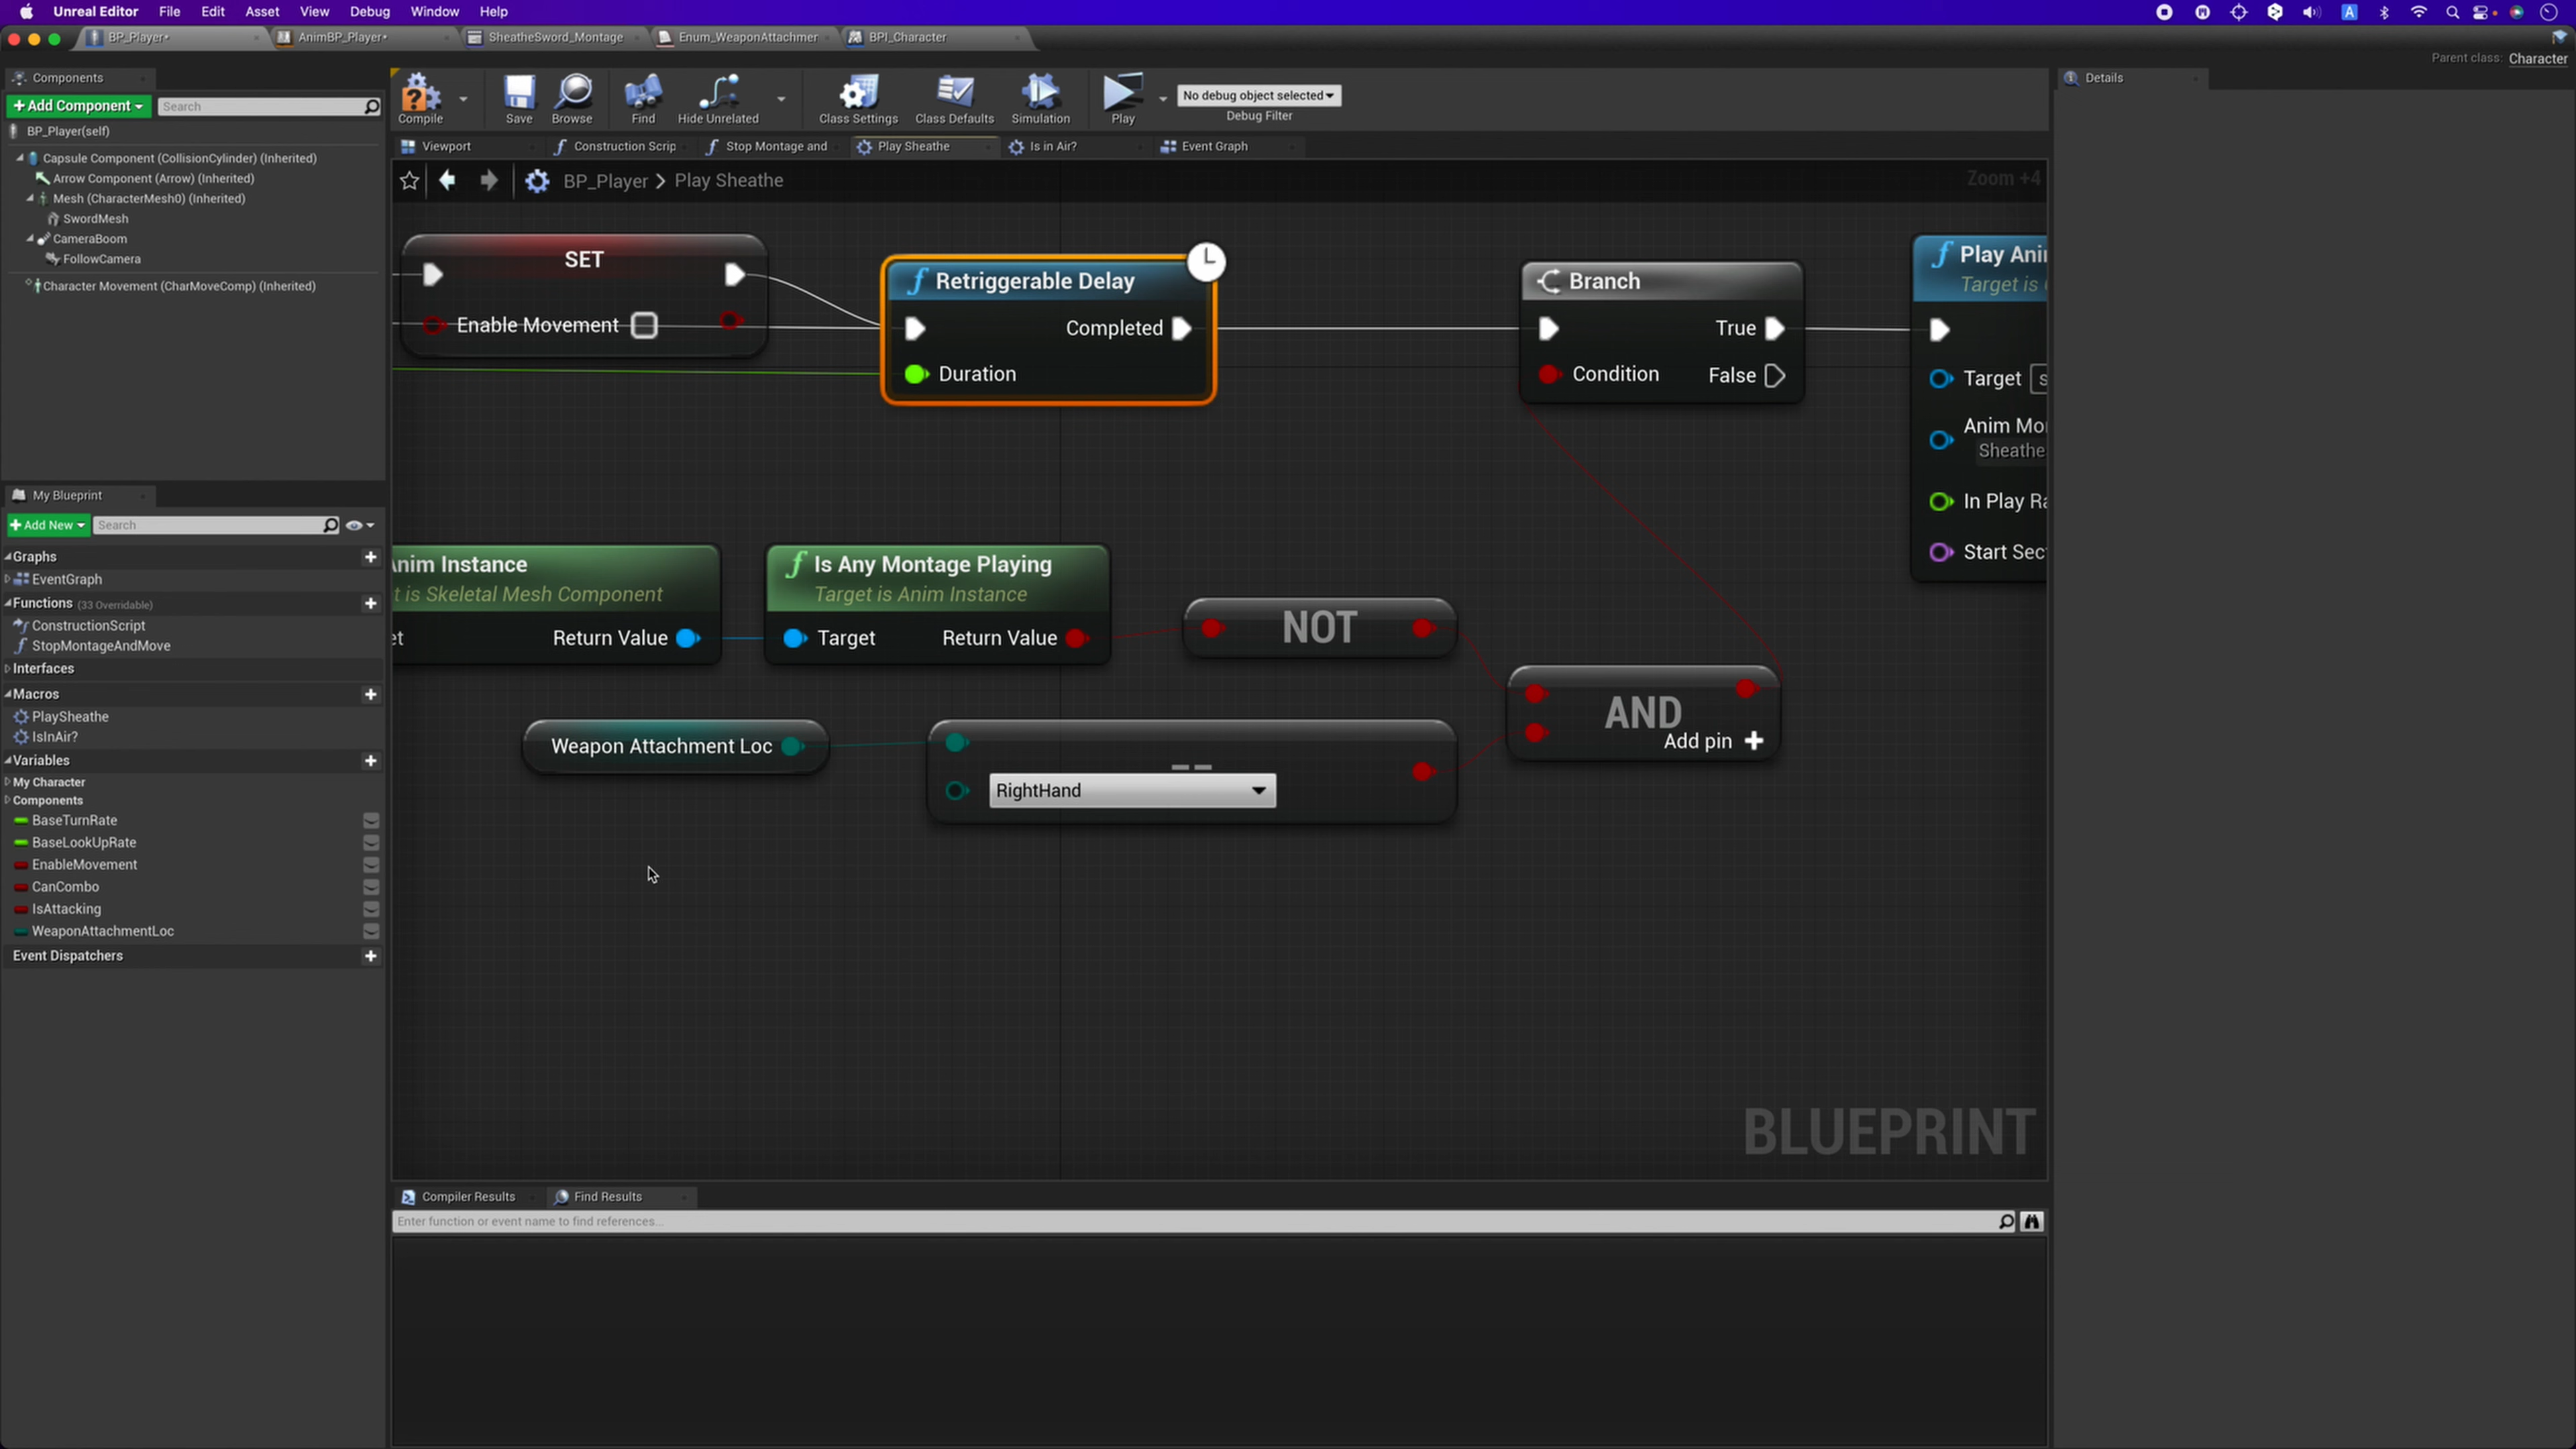 Unreal Editor File Edit Asset View Debug Window Help
BP_Player* AnimBP_Player* SheatheSword_Montage Enum_WeaponAttachmer BPI_Character
Parent class: Character
Components
Details
+Add Component Search
Compile Save Browse Find Hide Unrelated Class Settings Class Defaults Simulation Play
No debug object selected
Debug Filter
BP_Player(self)
Capsule Component (CollisionCylinder) (Inherited)
Arrow Component (Arrow) (Inherited)
Mesh (CharacterMesh0) (Inherited)
SwordMesh
CameraBoom
FollowCamera
Character Movement (CharMoveComp) (Inherited)
Viewport Construction Scrip Stop Montage and Play Sheathe Is in Air? Event Graph
BP_Player > Play Sheathe
Zoom +4
SET
Enable Movement
Retriggerable Delay
Completed
Duration
Branch
True
Condition False
Play Ani
Target is
Target s
Anim Mo
Sheathe
In Play Ra
Start Sec
My Blueprint
+Add New Search
Graphs
EventGraph
Functions (33 Overridable)
ConstructionScript
StopMontageAndMove
Interfaces
Macros
PlaySheathe
IsInAir?
Variables
My Character
Components
BaseTurnRate
BaseLookUpRate
EnableMovement
CanCombo
IsAttacking
WeaponAttachmentLoc
Event Dispatchers
Anim Instance
t is Skeletal Mesh Component
et Return Value
Is Any Montage Playing
Target is Anim Instance
Target Return Value
NOT
AND
Add pin +
Weapon Attachment Loc
==
RightHand
BLUEPRINT
Compiler Results Find Results
Enter function or event name to find references...